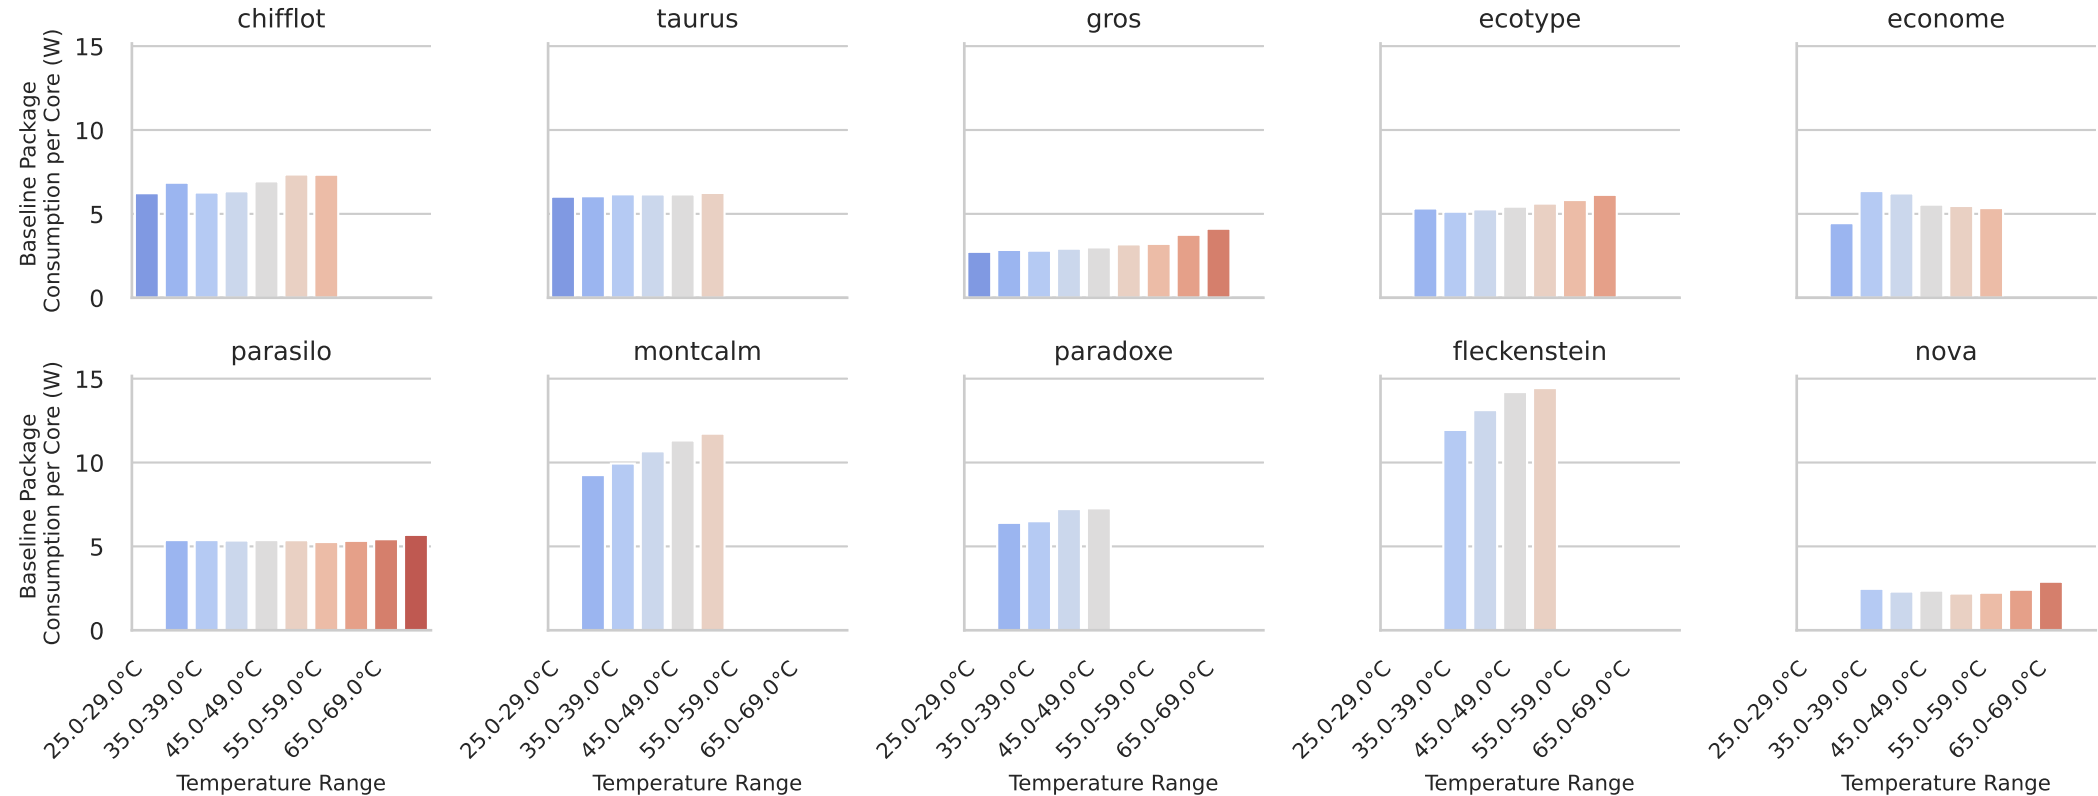 chifflot
taurus
gros
ecotype
econome
Baseline Package
Consumption per Core (W)
15
10
5
0
parasilo
montcalm
paradoxe
fleckenstein
nova
Baseline Package
Consumption per Core (W)
15
10
5
0
25.0-29.0°C
35.0-39.0°C
45.0-49.0°C
55.0-59.0°C
65.0-69.0°C
25.0-29.0°C
35.0-39.0°C
45.0-49.0°C
55.0-59.0°C
65.0-69.0°C
25.0-29.0°C
35.0-39.0°C
45.0-49.0°C
55.0-59.0°C
65.0-69.0°C
25.0-29.0°C
35.0-39.0°C
45.0-49.0°C
55.0-59.0°C
65.0-69.0°C
25.0-29.0°C
35.0-39.0°C
45.0-49.0°C
55.0-59.0°C
65.0-69.0°C
Temperature Range
Temperature Range
Temperature Range
Temperature Range
Temperature Range